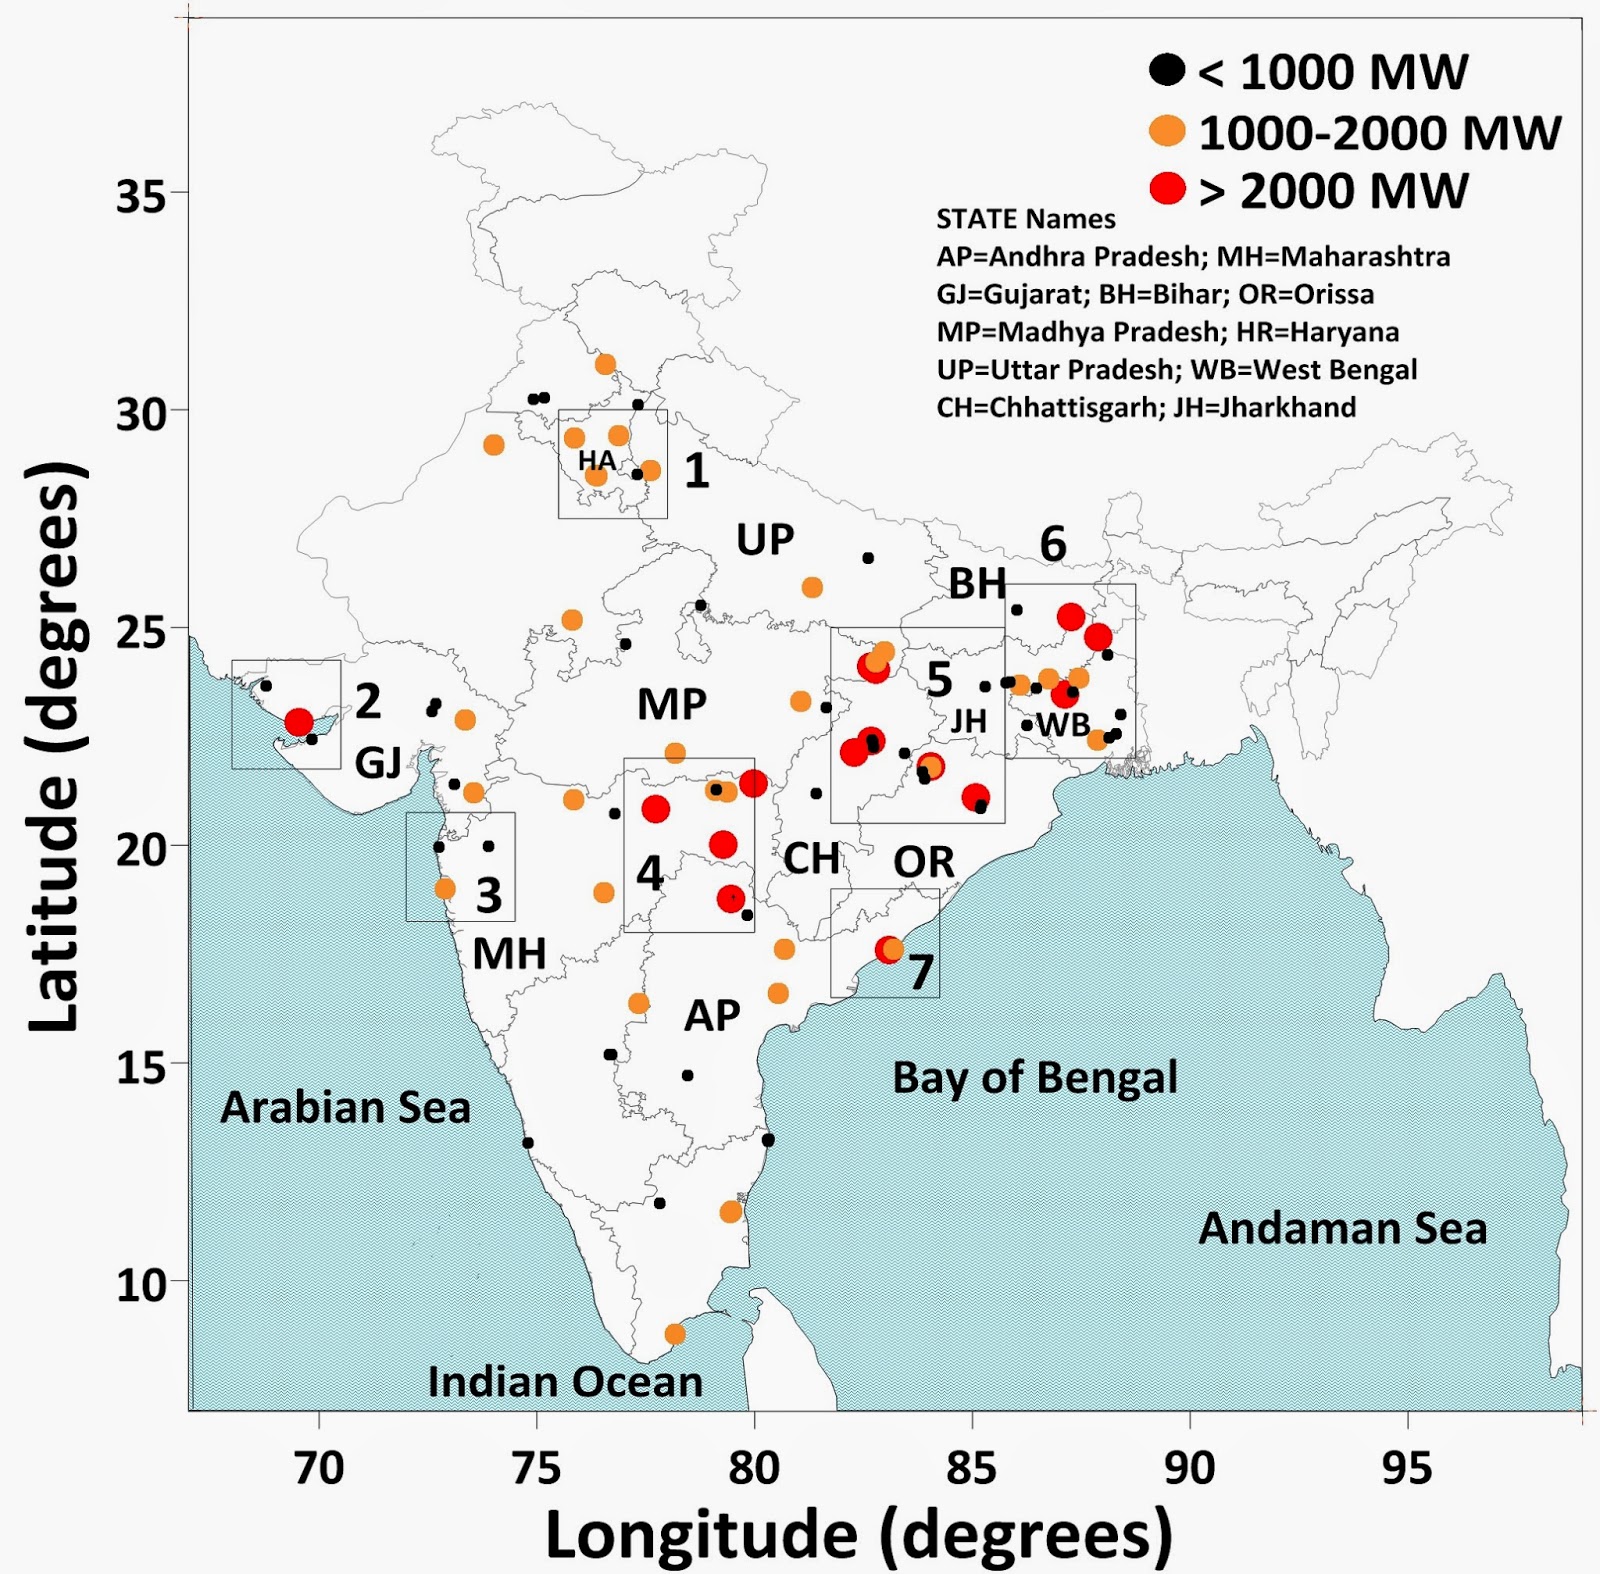 < 1000 MW
1000-2000 MW
> 2000 MW
STATE Names
AP=Andhra Pradesh; MH=Maharashtra
GJ=Gujarat; BH=Bihar; OR=Orissa
MP=Madhya Pradesh; HR=Haryana
UP=Uttar Pradesh; WB=West Bengal
CH=Chhattisgarh; JH=Jharkhand
35
30
25
20
15
10
Latitude (degrees)
HA
1
UP
6
BH
2
GJ
MP
5
JH
WB
3
4
CH
OR
MH
7
AP
Arabian Sea
Bay of Bengal
Andaman Sea
Indian Ocean
70
75
80
85
90
95
Longitude (degrees)